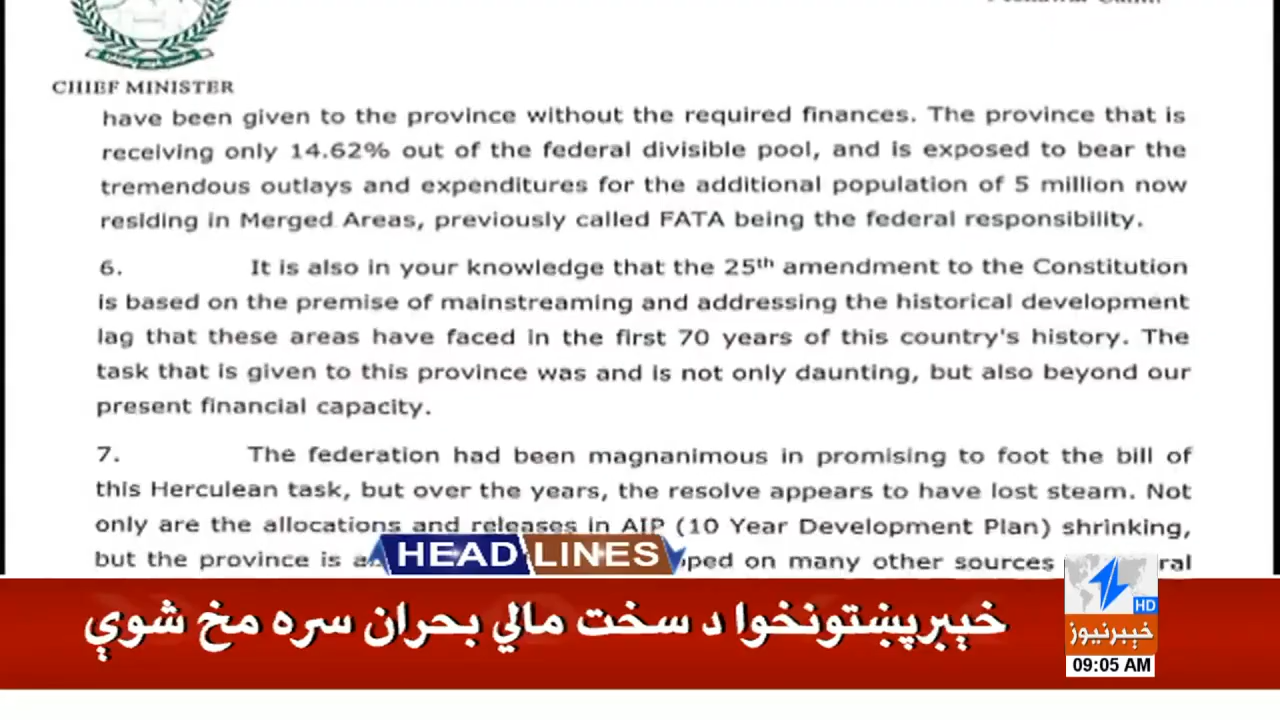 CHIEF MINISTER
have been given to the province without the required finances. The province that is
receiving only 14.62% out of the federal divisible pool, and is exposed to bear the
tremendous outlays and expenditures for the additional population of 5 million now
residing in Merged Areas, previously called FATA being the federal responsibility.
6. It is also in your knowledge that the 25th amendment to the Constitution
is based on the premise of mainstreaming and addressing the historical development
lag that these areas have faced in the first 70 years of this country's history. The
task that is given to this province was and is not only daunting, but also beyond our
present financial capacity.
7. The federation had been magnanimous in promising to foot the bill of
this Herculean task, but over the years, the resolve appears to have lost steam. Not
only are the allocations and releases in AIP (10 Year Development Plan) shrinking,
but the province is on many other sources
HEADLINES
خیبرپښتونخوا د سخت مالي بحران سره مخ شوې
HD
خیبرنیوز
09:05 AM